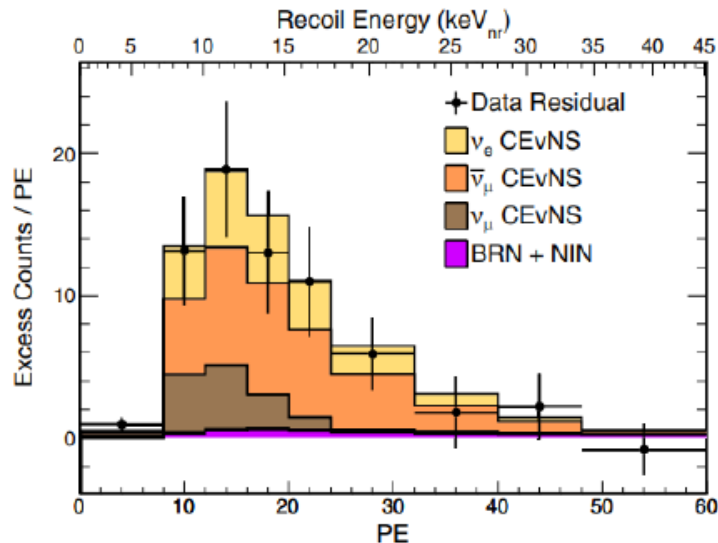 Recoil Energy (keVnr)
0 5 10 15 20 25 30 35 40 45
Data Residual
νe CEvNS
ν̄μ CEvNS
νμ CEvNS
BRN + NIN
Excess Counts / PE
20
10
0
0 10 20 30 40 50 60
PE